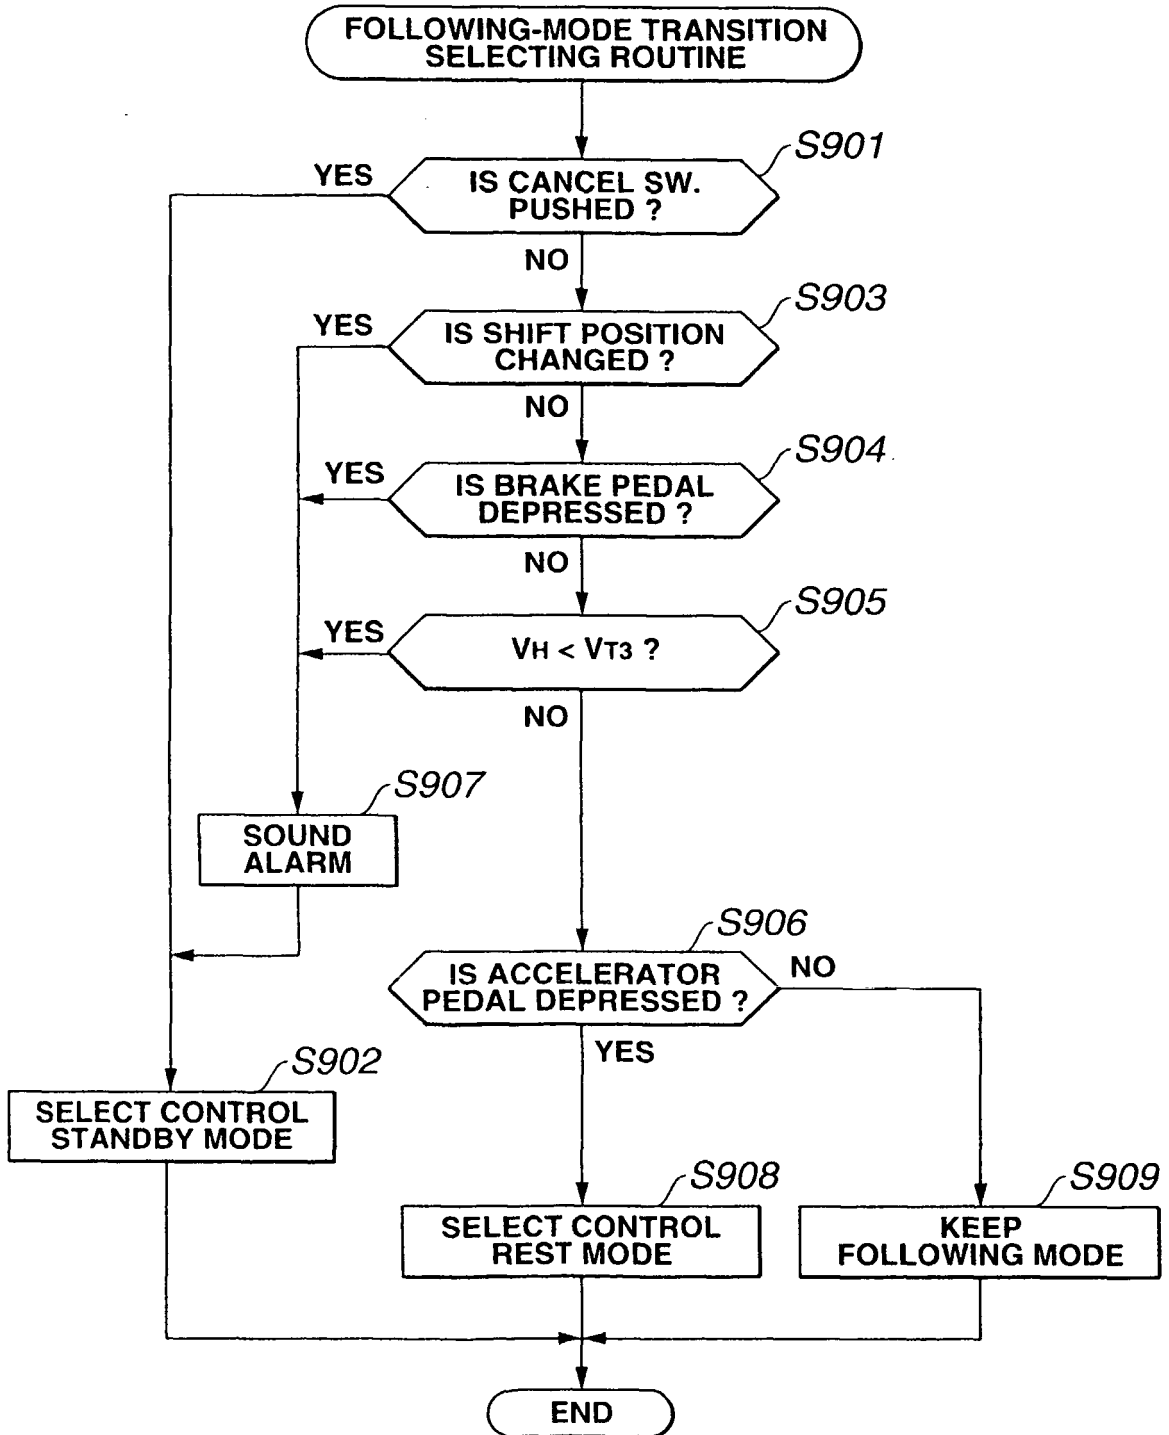 FOLLOWING-MODE TRANSITION
SELECTING ROUTINE
S901
YES
IS CANCEL SW.
PUSHED ?
NO
S903
YES
IS SHIFT POSITION
CHANGED ?
NO
S904
YES
IS BRAKE PEDAL
DEPRESSED ?
NO
S905
YES
VH < VT3 ?
NO
S907
SOUND
ALARM
S906
IS ACCELERATOR
PEDAL DEPRESSED ?
NO
YES
S902
SELECT CONTROL
STANDBY MODE
S908
SELECT CONTROL
REST MODE
S909
KEEP
FOLLOWING MODE
END